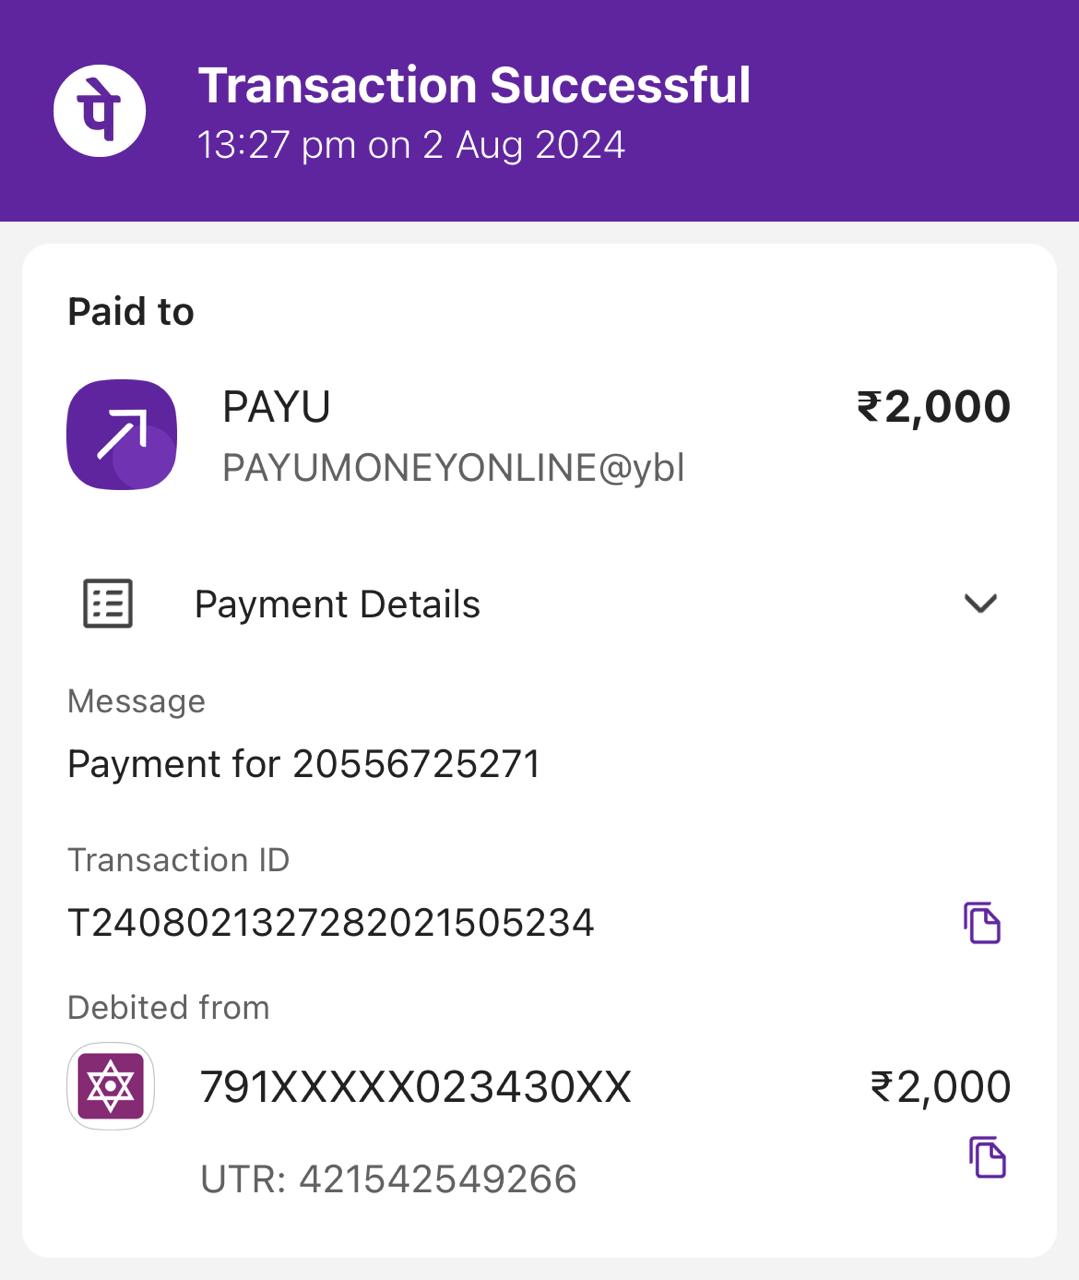 पे
Transaction Successful
13:27 pm on 2 Aug 2024
Paid to
PAYU ₹2,000
PAYUMONEYONLINE@ybl
Payment Details
Message
Payment for 20556725271
Transaction ID
T2408021327282021505234
Debited from
791XXXXX023430XX ₹2,000
UTR: 421542549266